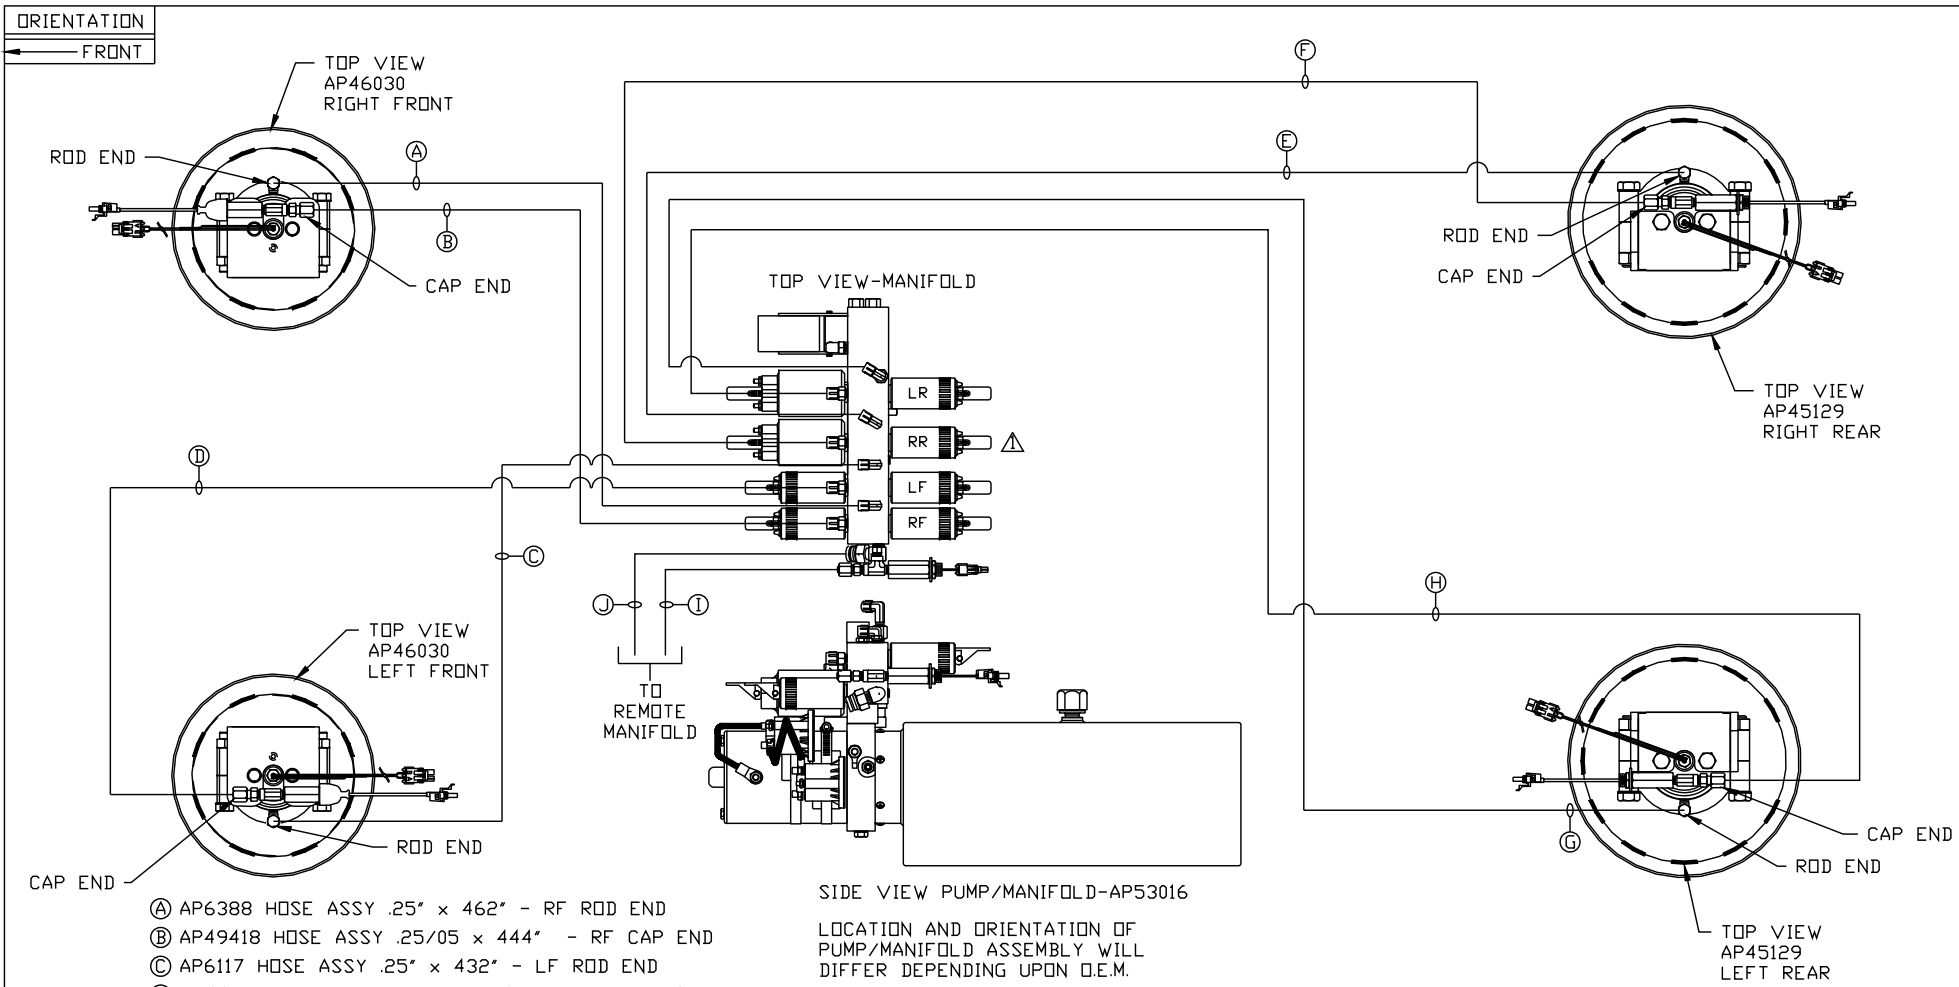 ORIENTATION
FRONT
TOP VIEW
AP46030
RIGHT FRONT
ROD END
A
B
CAP END
F
E
ROD END
CAP END
TOP VIEW
AP45129
RIGHT REAR
TOP VIEW-MANIFOLD
LR
RR
1
LF
RF
D
C
J
I
TO
REMOTE
MANIFOLD
H
TOP VIEW
AP46030
LEFT FRONT
ROD END
CAP END
G
CAP END
ROD END
TOP VIEW
AP45129
LEFT REAR
SIDE VIEW PUMP/MANIFOLD-AP53016
LOCATION AND ORIENTATION OF
PUMP/MANIFOLD ASSEMBLY WILL
DIFFER DEPENDING UPON O.E.M.
A AP6388 HOSE ASSY .25" x 462" - RF ROD END
B AP49418 HOSE ASSY .25/05 x 444" - RF CAP END
C AP6117 HOSE ASSY .25" x 432" - LF ROD END